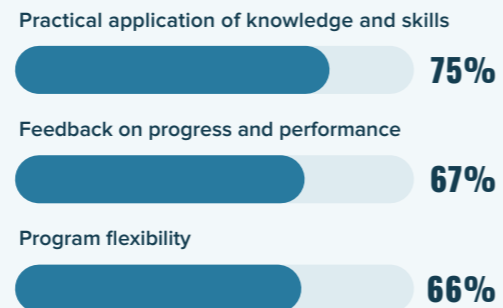 Practical application of knowledge and skills
75%
Feedback on progress and performance
67%
Program flexibility
66%